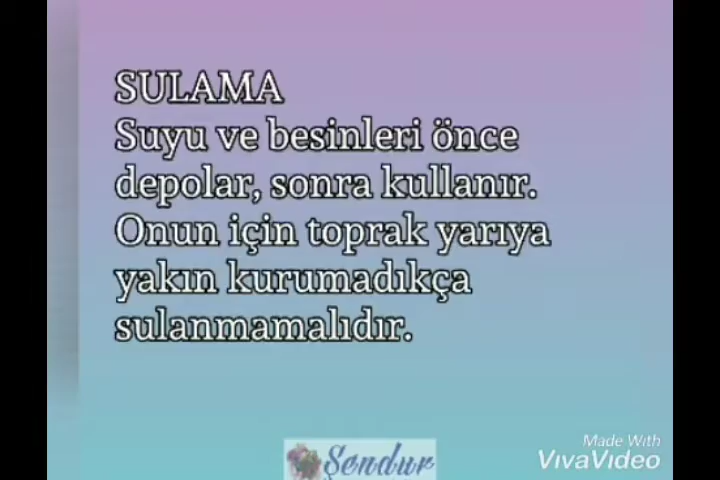 SULAMA
Suyu ve besinleri önce
depolar, sonra kullanır.
Onun için toprak yarıya
yakın kurumadıkça
sulanmamalıdır.
Şendur
Made With
VivaVideo